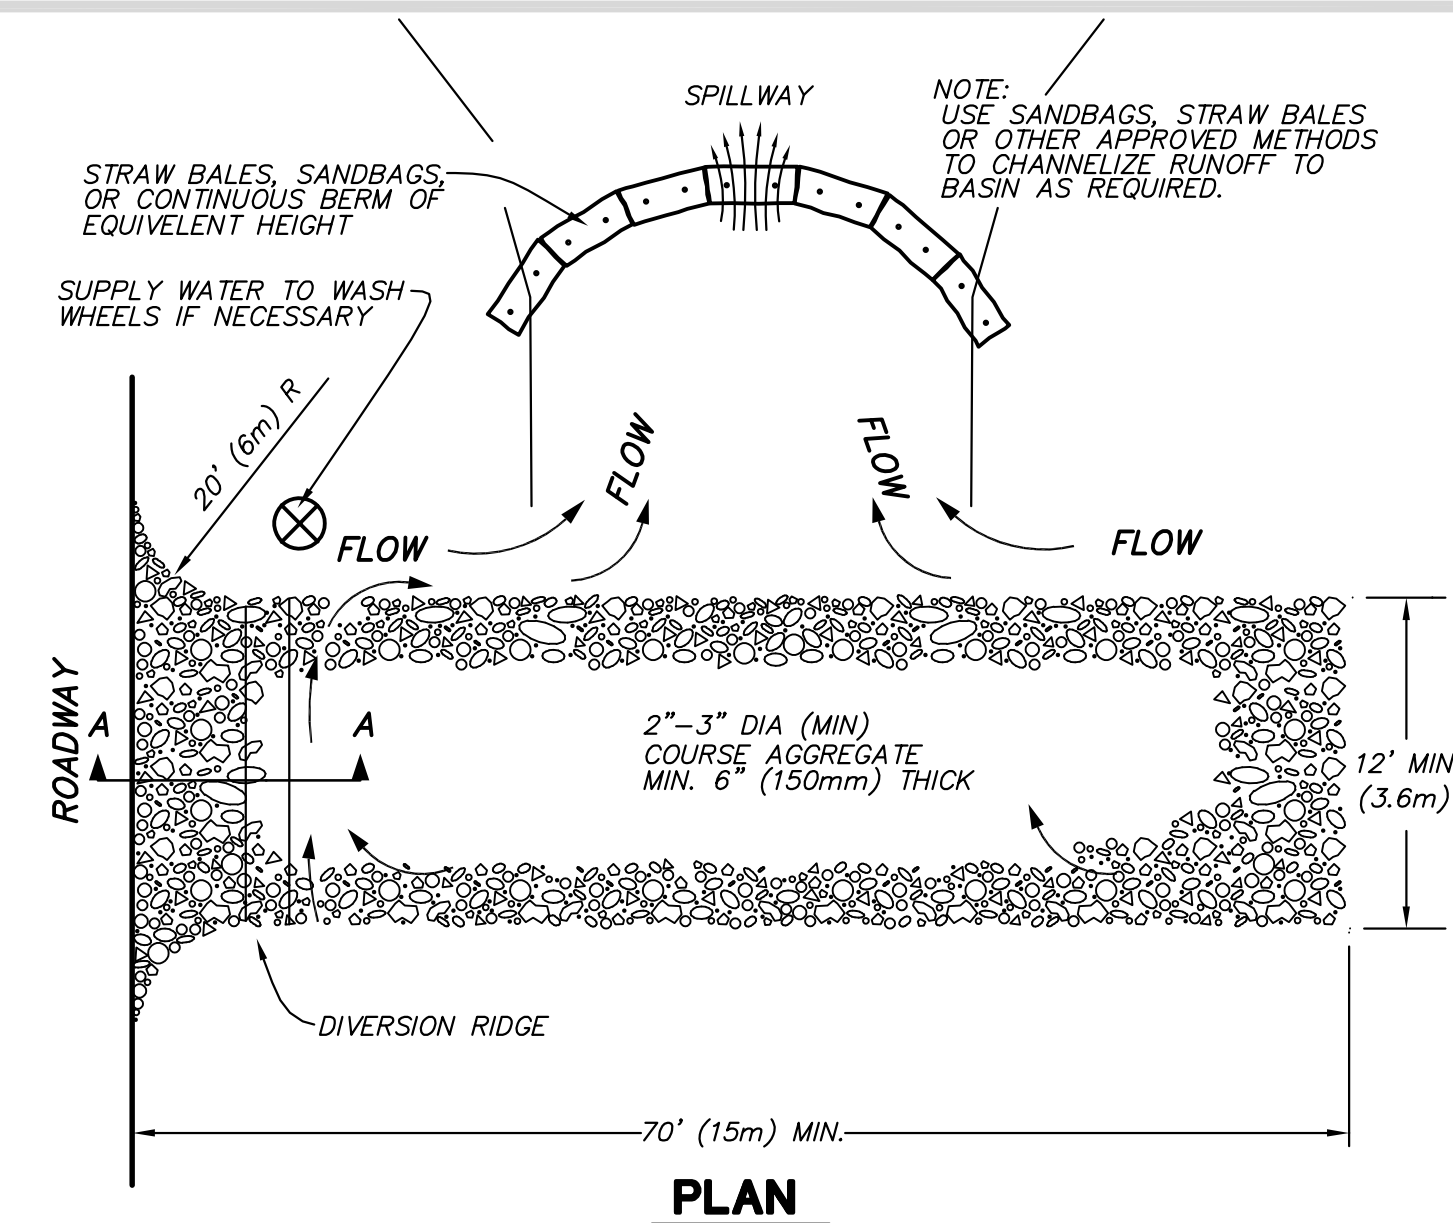 SPILLWAY
NOTE:
USE SANDBAGS, STRAW BALES
OR OTHER APPROVED METHODS
TO CHANNELIZE RUNOFF TO
BASIN AS REQUIRED.
STRAW BALES, SANDBAGS,
OR CONTINUOUS BERM OF
EQUIVELENT HEIGHT
SUPPLY WATER TO WASH
WHEELS IF NECESSARY
20' (6m) R
FLOW
FLOW
FLOW
FLOW
ROADWAY
A
A
2"-3" DIA (MIN)
COURSE AGGREGATE
MIN. 6" (150mm) THICK
12' MIN
(3.6m)
DIVERSION RIDGE
70' (15m) MIN.
PLAN